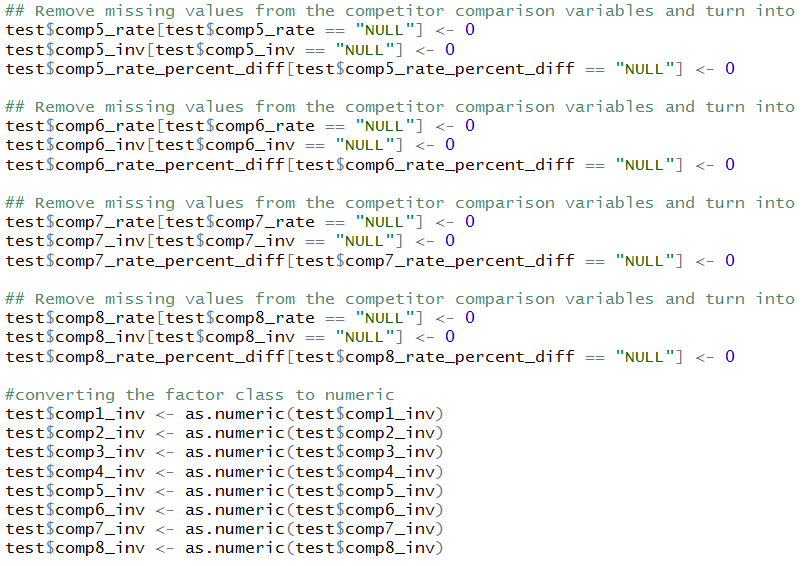 ## Remove missing values from the competitor comparison variables and turn into
test$comp5_rate[test$comp5_rate == "NULL"] <- 0
test$comp5_inv[test$comp5_inv == "NULL"] <- 0
test$comp5_rate_percent_diff[test$comp5_rate_percent_diff == "NULL"] <- 0

## Remove missing values from the competitor comparison variables and turn into
test$comp6_rate[test$comp6_rate == "NULL"] <- 0
test$comp6_inv[test$comp6_inv == "NULL"] <- 0
test$comp6_rate_percent_diff[test$comp6_rate_percent_diff == "NULL"] <- 0

## Remove missing values from the competitor comparison variables and turn into
test$comp7_rate[test$comp7_rate == "NULL"] <- 0
test$comp7_inv[test$comp7_inv == "NULL"] <- 0
test$comp7_rate_percent_diff[test$comp7_rate_percent_diff == "NULL"] <- 0

## Remove missing values from the competitor comparison variables and turn into
test$comp8_rate[test$comp8_rate == "NULL"] <- 0
test$comp8_inv[test$comp8_inv == "NULL"] <- 0
test$comp8_rate_percent_diff[test$comp8_rate_percent_diff == "NULL"] <- 0

#converting the factor class to numeric
test$comp1_inv <- as.numeric(test$comp1_inv)
test$comp2_inv <- as.numeric(test$comp2_inv)
test$comp3_inv <- as.numeric(test$comp3_inv)
test$comp4_inv <- as.numeric(test$comp4_inv)
test$comp5_inv <- as.numeric(test$comp5_inv)
test$comp6_inv <- as.numeric(test$comp6_inv)
test$comp7_inv <- as.numeric(test$comp7_inv)
test$comp8_inv <- as.numeric(test$comp8_inv)